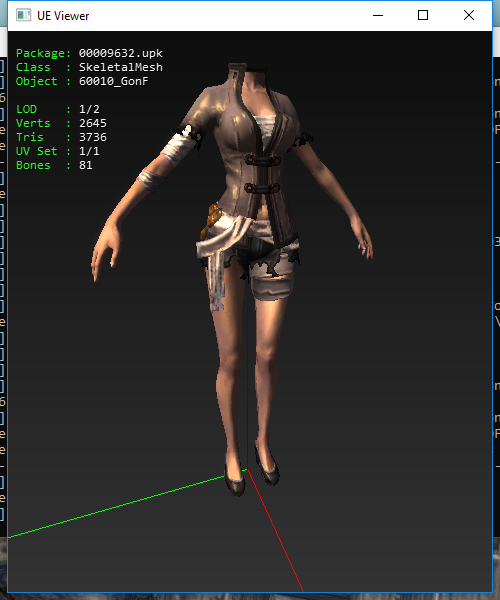 UE Viewer
Package: 00009632.upk
Class : SkeletalMesh
Object : 60010_GonF
LOD : 1/2
Verts : 2645
Tris : 3736
UV Set : 1/1
Bones : 81